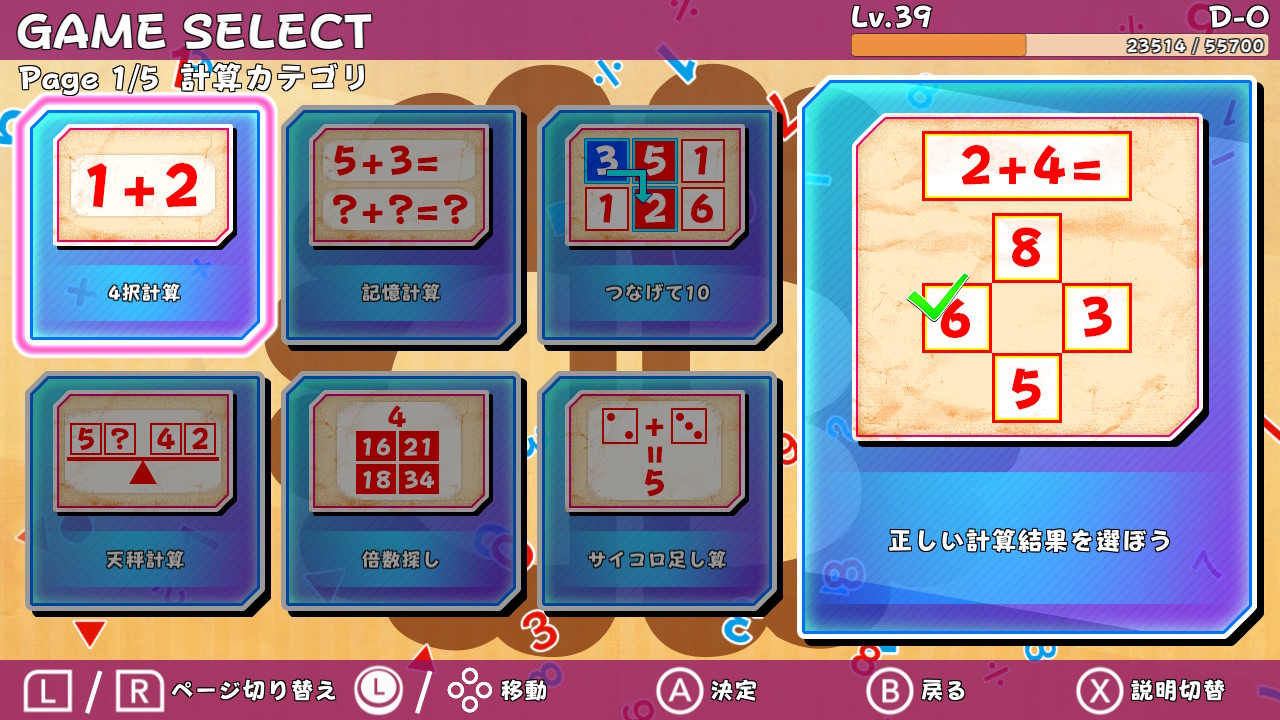 GAME SELECT
Lv.39
D-O
23514 / 55700
Page 1/5 計算カテゴリ
1+2
4択計算
5+3=
?+?=?
記憶計算
3 5 1
1 2 6
つなげて10
5 ? 4 2
天秤計算
4
16 21
18 34
倍数探し
+
=
5
サイコロ足し算
2+4=
8
6 3
5
正しい計算結果を選ぼう
L / R ページ切り替え
L / 移動
A 決定
B 戻る
X 説明切替